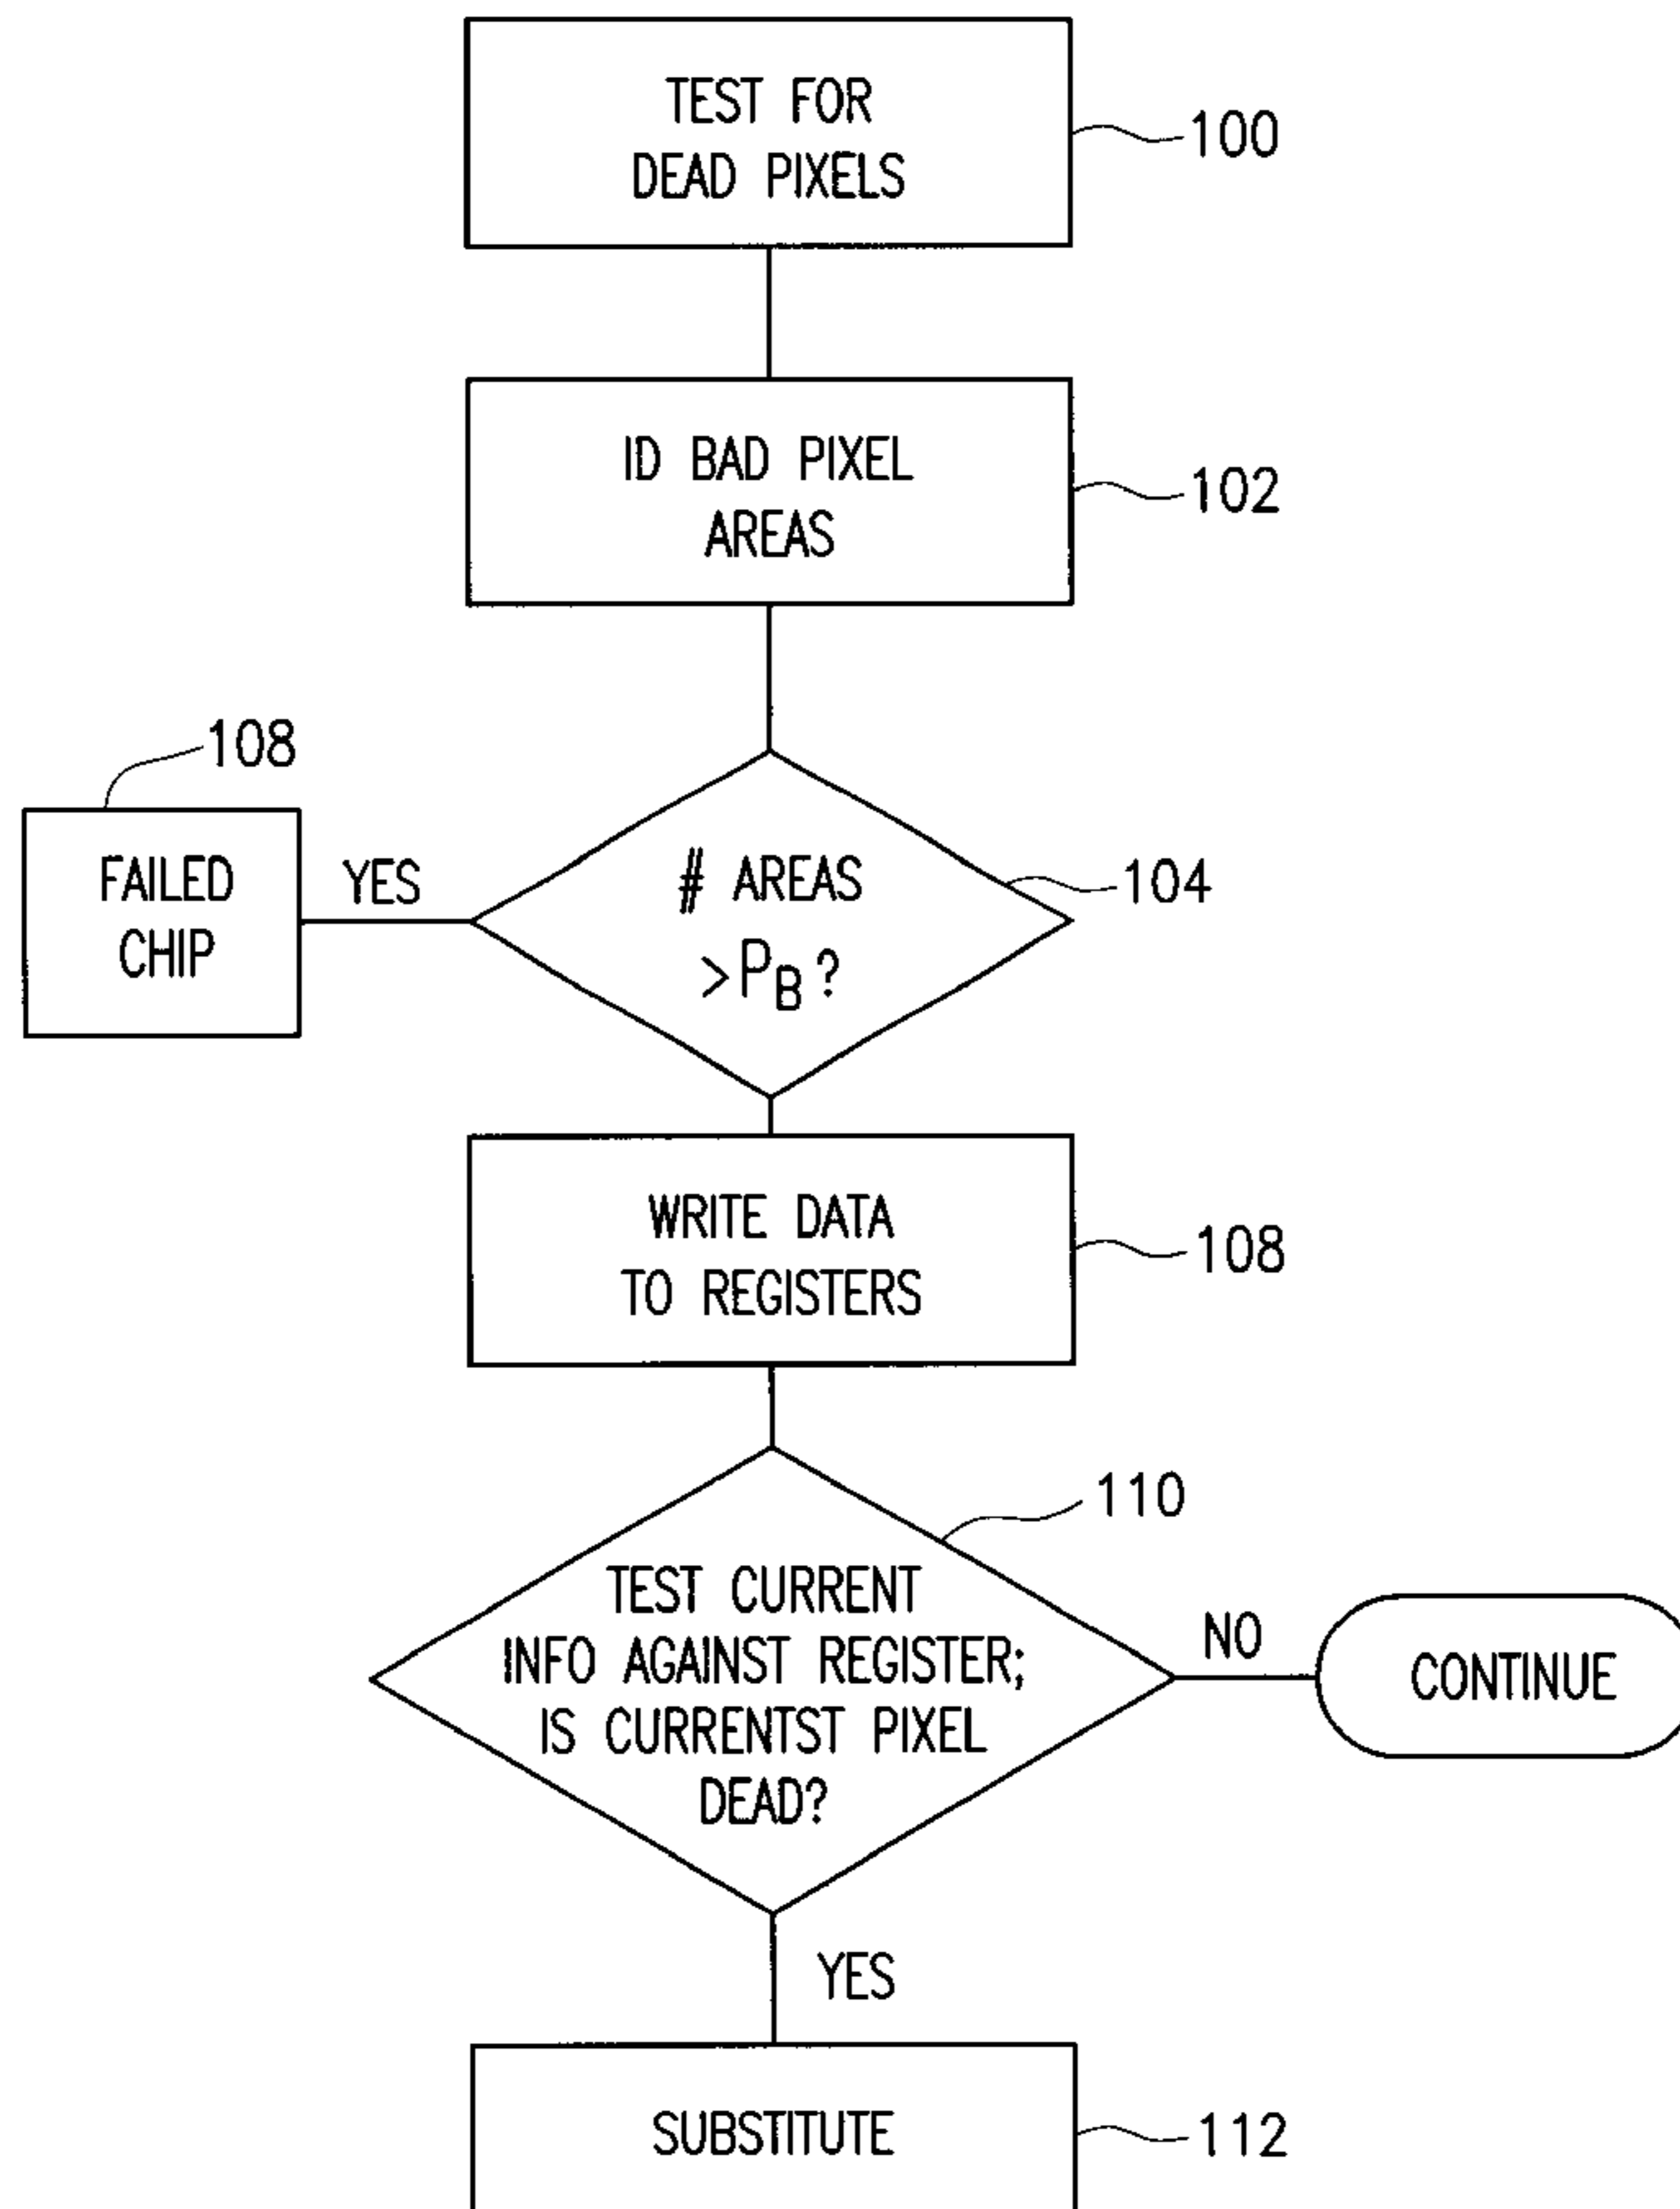 TEST FOR
DEAD PIXELS
100
ID BAD PIXEL
AREAS
102
108
FAILED
CHIP
YES
# AREAS
>PB?
104
WRITE DATA
TO REGISTERS
108
110
TEST CURRENT
INFO AGAINST REGISTER;
IS CURRENTST PIXEL
DEAD?
NO
CONTINUE
YES
SUBSTITUTE
112